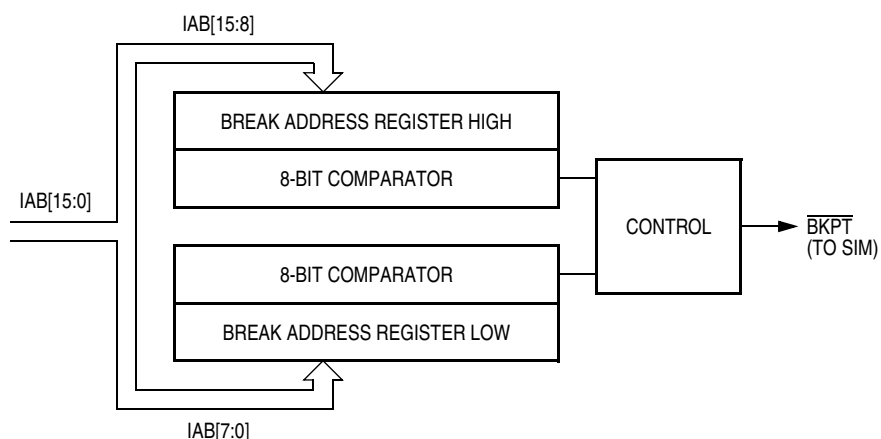 IAB[15:8]
BREAK ADDRESS REGISTER HIGH
8-BIT COMPARATOR
IAB[15:0]
CONTROL
BKPT
(TO SIM)
8-BIT COMPARATOR
BREAK ADDRESS REGISTER LOW
IAB[7:0]